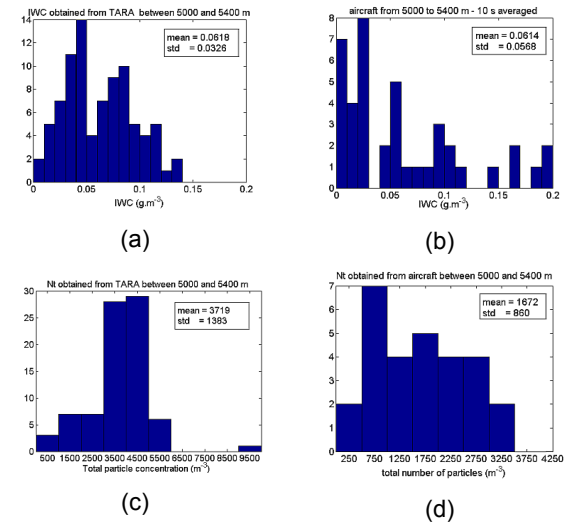 IWC obtained from TARA between 5000 and 5400 m
mean = 0.0618
std = 0.0326
14
12
10
8
6
4
2
0
0 0.05 0.1 0.15 0.2
IWC (g.m-3)
(a)
aircraft from 5000 to 5400 m - 10 s averaged
mean = 0.0614
std = 0.0568
8
7
6
5
4
3
2
1
0
0 0.05 0.1 0.15 0.2
IWC (g.m-3)
(b)
Nt obtained from TARA between 5000 and 5400 m
mean = 3719
std = 1383
30
25
20
15
10
5
0
500 1500 2500 3500 4500 5500 6500 7500 8500 9500
Total particle concentration (m-3)
(c)
Nt obtained from aircraft between 5000 and 5400 m
mean = 1672
std = 860
7
6
5
4
3
2
1
0
250 750 1250 1750 2250 2750 3250 3750 4250
total number of particles (m-3)
(d)